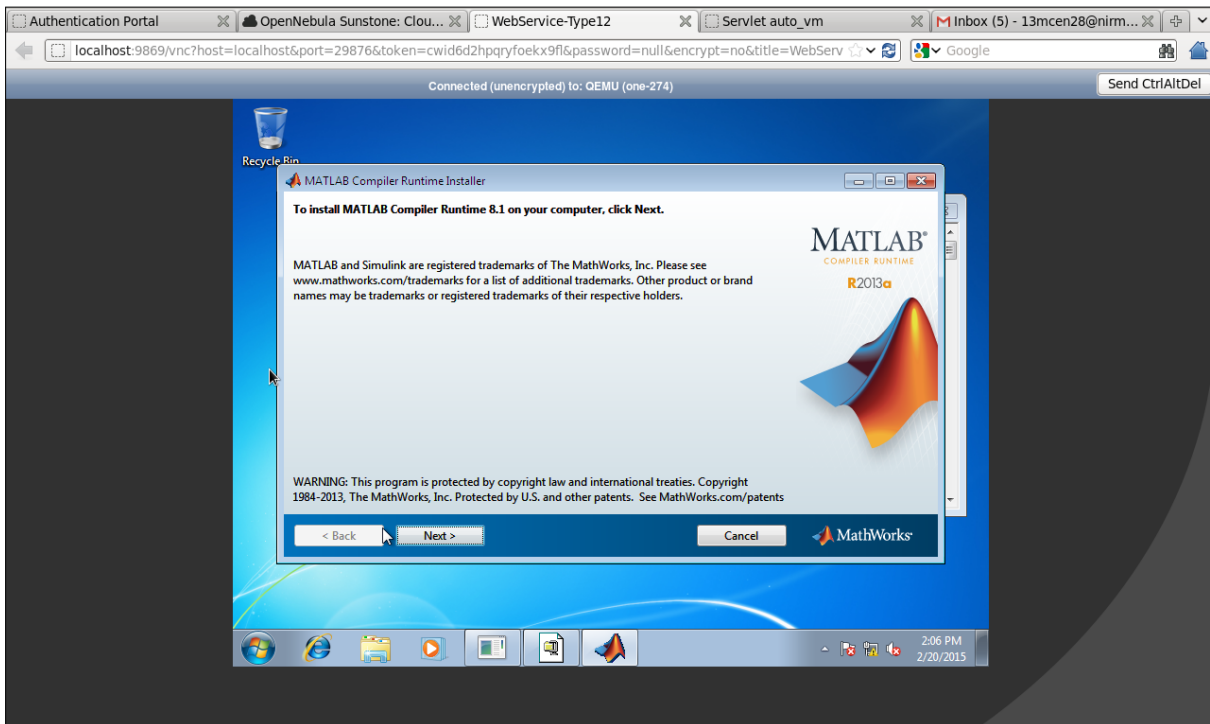 Authentication Portal
OpenNebula Sunstone: Clou...
WebService-Type12
Servlet auto_vm
Inbox (5) - 13mcen28@nirm...
localhost:9869/vnc?host=localhost&port=29876&token=cwid6d2hpqryfoekx9fl&password=null&encrypt=no&title=WebServ
Google
Connected (unencrypted) to: QEMU (one-274)
Send CtrlAltDel
Recycle Bin
MATLAB Compiler Runtime Installer
To install MATLAB Compiler Runtime 8.1 on your computer, click Next.
MATLAB®
COMPILER RUNTIME
R2013a
MATLAB and Simulink are registered trademarks of The MathWorks, Inc. Please see
www.mathworks.com/trademarks for a list of additional trademarks. Other product or brand
names may be trademarks or registered trademarks of their respective holders.
WARNING: This program is protected by copyright law and international treaties. Copyright
1984-2013, The MathWorks, Inc. Protected by U.S. and other patents. See MathWorks.com/patents
< Back
Next >
Cancel
MathWorks
2:06 PM
2/20/2015